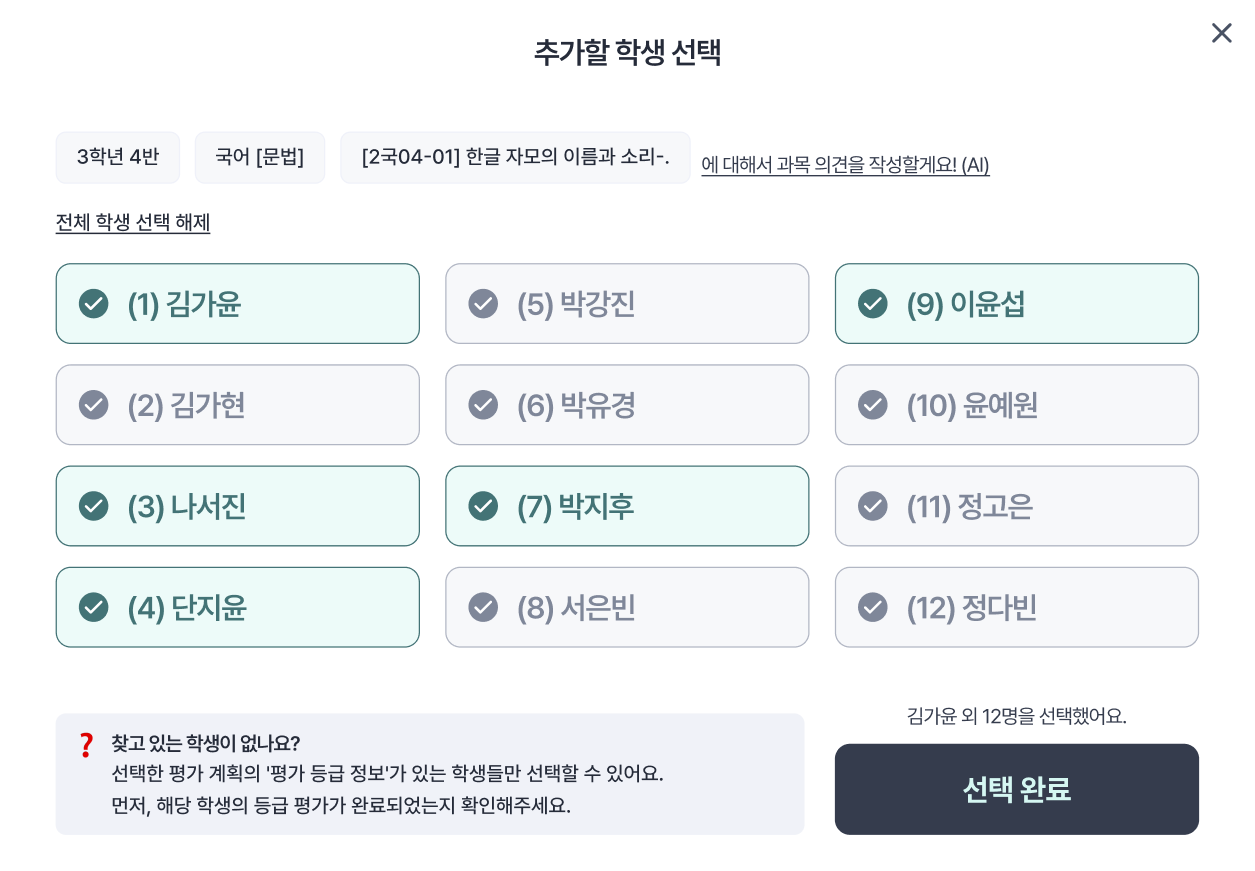 추가할 학생 선택
3학년 4반 국어 [문법] [2국04-01] 한글 자모의 이름과 소리-. 에 대해서 과목 의견을 작성할게요! (AI)
전체 학생 선택 해제
(1) 김가윤 (5) 박강진 (9) 이윤섭
(2) 김가현 (6) 박유경 (10) 윤예원
(3) 나서진 (7) 박지후 (11) 정고은
(4) 단지윤 (8) 서은빈 (12) 정다빈
김가윤 외 12명을 선택했어요.
❓ 찾고 있는 학생이 없나요?
선택한 평가 계획의 '평가 등급 정보'가 있는 학생들만 선택할 수 있어요.
먼저, 해당 학생의 등급 평가가 완료되었는지 확인해주세요.
선택 완료